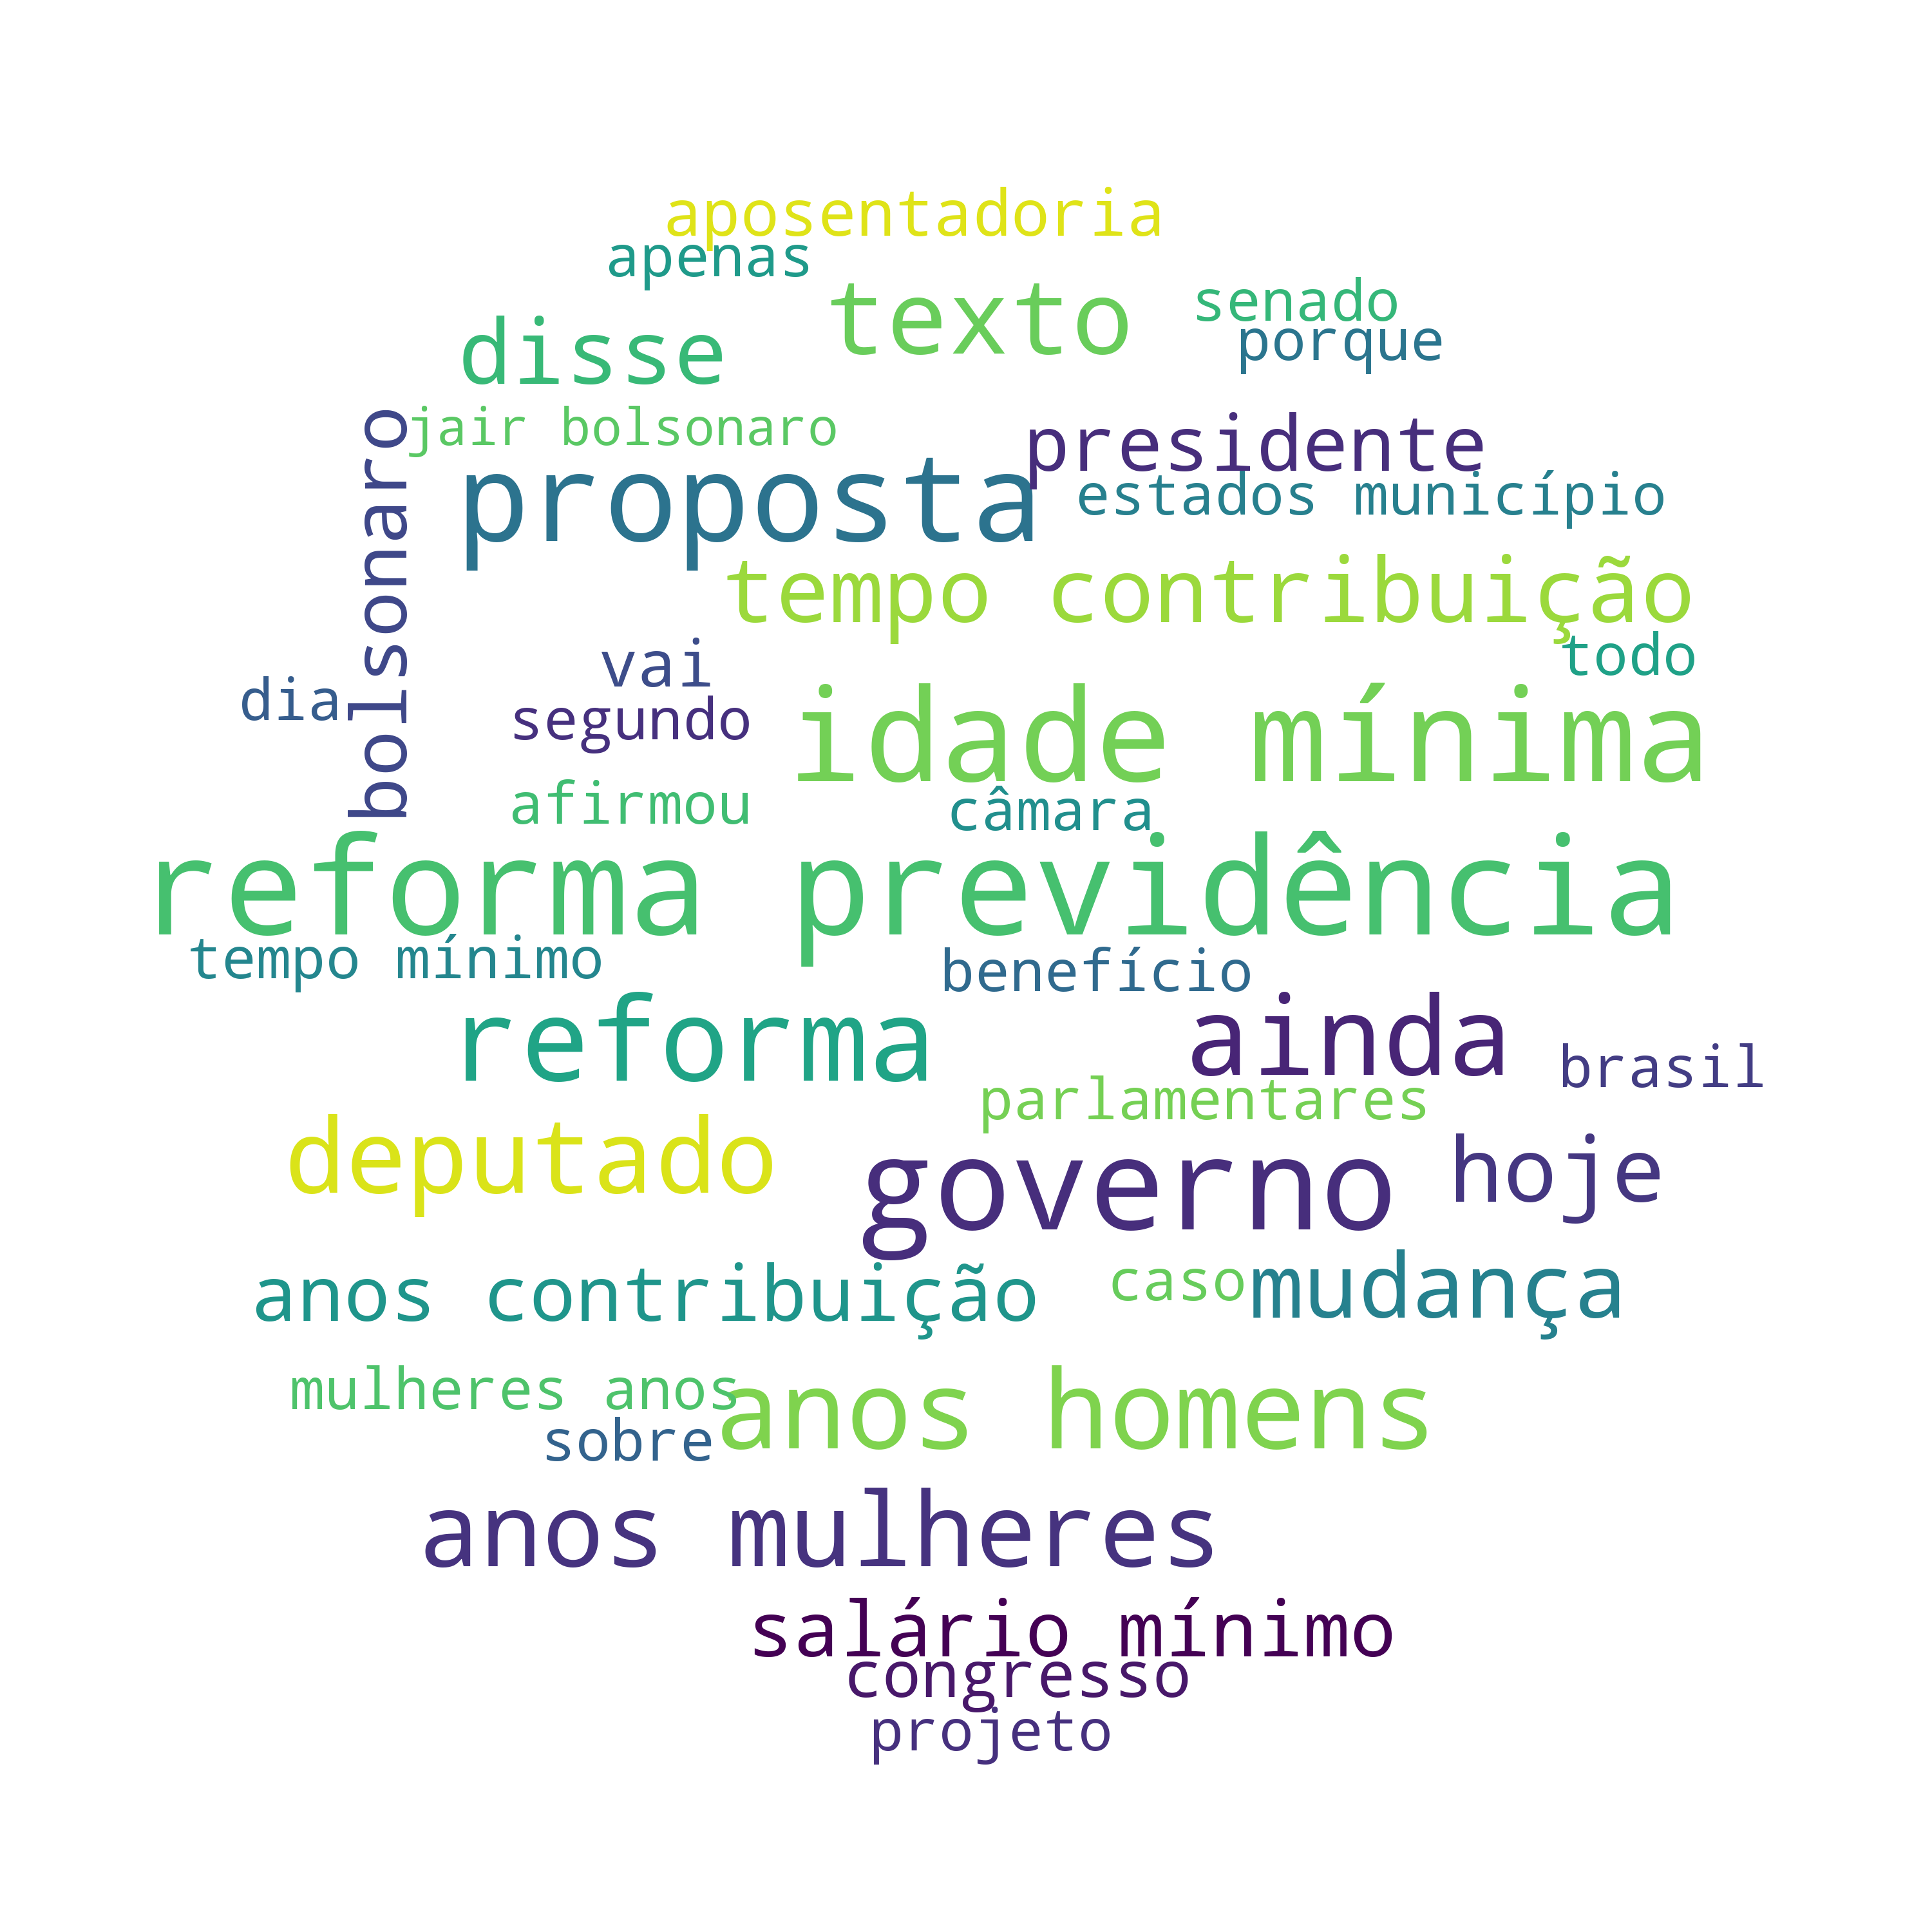 aposentadoria
apenas
texto
senado
disse
porque
jair bolsonaro
presidente
bolsonaro
proposta
estados município
tempo contribuição
vai
todo
dia
segundo
idade mínima
afirmou
câmara
reforma previdência
tempo mínimo
benefício
reforma
ainda
brasil
parlamentares
deputado
governo
hoje
anos contribuição
caso
mudança
mulheres anos
anos homens
sobre
anos mulheres
salário mínimo
congresso
projeto